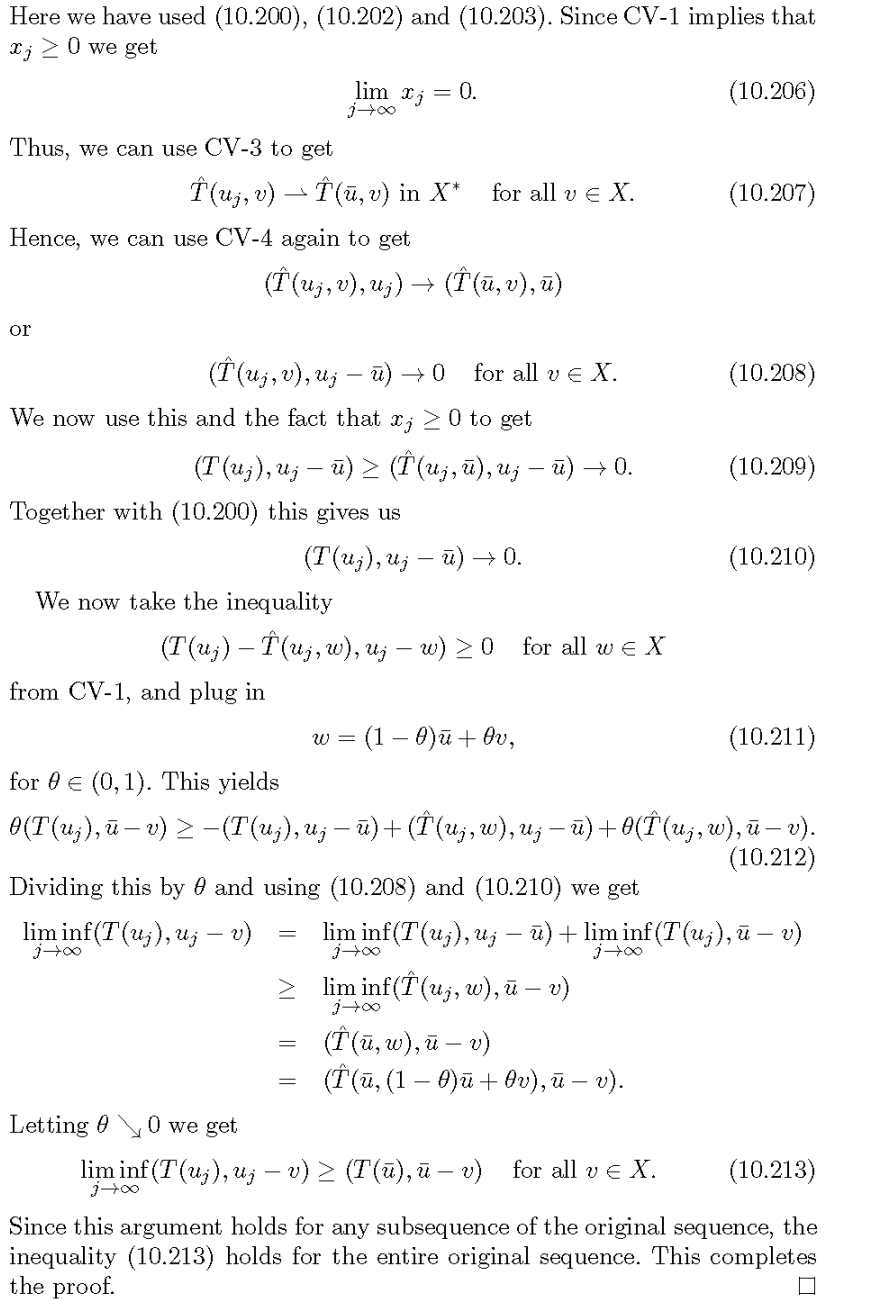 Here we have used (10.200), (10.202) and (10.203). Since CV-1 implies that
x_j ≥ 0 we get
lim_{j→∞} x_j = 0. (10.206)
Thus, we can use CV-3 to get
T̂(u_j, v) ⇀ T̂(ū, v) in X* for all v ∈ X. (10.207)
Hence, we can use CV-4 again to get
(T̂(u_j, v), u_j) → (T̂(ū, v), ū)
or
(T̂(u_j, v), u_j − ū) → 0 for all v ∈ X. (10.208)
We now use this and the fact that x_j ≥ 0 to get
(T(u_j), u_j − ū) ≥ (T̂(u_j, ū), u_j − ū) → 0. (10.209)
Together with (10.200) this gives us
(T(u_j), u_j − ū) → 0. (10.210)
We now take the inequality
(T(u_j) − T̂(u_j, w), u_j − w) ≥ 0 for all w ∈ X
from CV-1, and plug in
w = (1 − θ)ū + θv, (10.211)
for θ ∈ (0, 1). This yields
θ(T(u_j), ū − v) ≥ −(T(u_j), u_j − ū) + (T̂(u_j, w), u_j − ū) + θ(T̂(u_j, w), ū − v).
(10.212)
Dividing this by θ and using (10.208) and (10.210) we get
lim inf_{j→∞} (T(u_j), u_j − v) = lim inf_{j→∞} (T(u_j), u_j − ū) + lim inf_{j→∞} (T(u_j), ū − v)
≥ lim inf_{j→∞} (T̂(u_j, w), ū − v)
= (T̂(ū, w), ū − v)
= (T̂(ū, (1 − θ)ū + θv), ū − v).
Letting θ ↘ 0 we get
lim inf_{j→∞} (T(u_j), u_j − v) ≥ (T(ū), ū − v) for all v ∈ X. (10.213)
Since this argument holds for any subsequence of the original sequence, the
inequality (10.213) holds for the entire original sequence. This completes
the proof. □